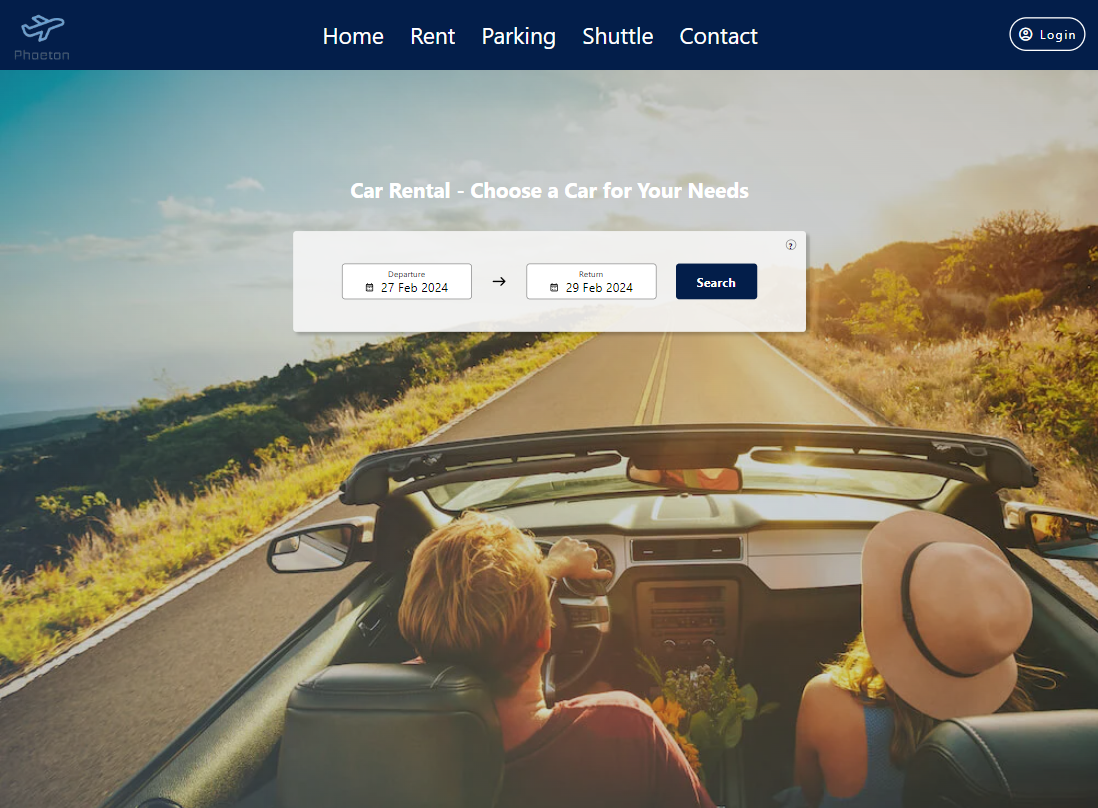 Home Rent Parking Shuttle Contact
Login
Phaeton
Car Rental - Choose a Car for Your Needs
?
Departure
27 Feb 2024
Return
29 Feb 2024
Search